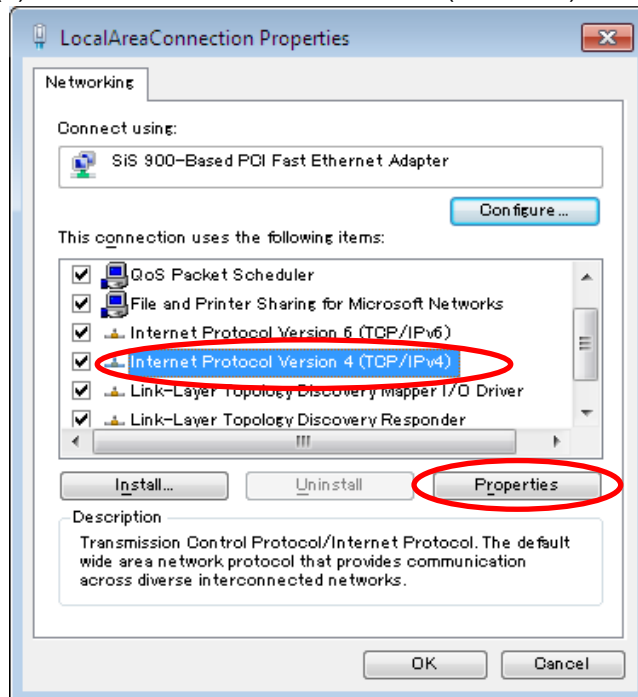 LocalAreaConnection Properties
Networking
Connect using:
SiS 900-Based PCI Fast Ethernet Adapter
Configure...
This connection uses the following items:
QoS Packet Scheduler
File and Printer Sharing for Microsoft Networks
Internet Protocol Version 6 (TCP/IPv6)
Internet Protocol Version 4 (TCP/IPv4)
Link-Layer Topology Discovery Mapper I/O Driver
Link-Layer Topology Discovery Responder
Install...
Uninstall
Properties
Description
Transmission Control Protocol/Internet Protocol. The default
wide area network protocol that provides communication
across diverse interconnected networks.
OK
Cancel